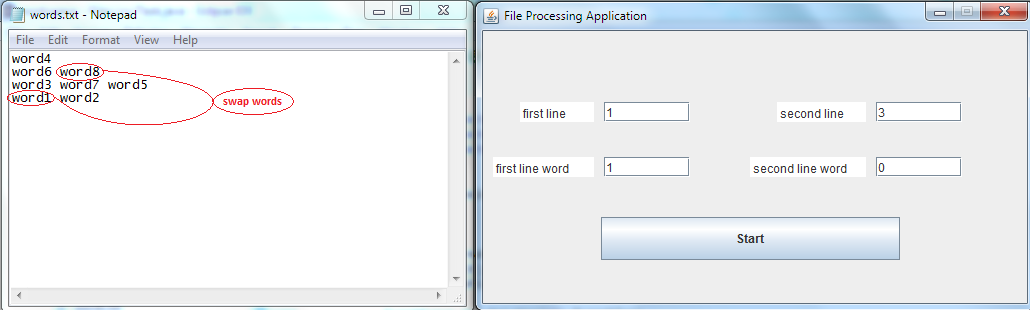 words.txt - Notepad
File Edit Format View Help
word4
word6 word8
word3 word7 word5
word1 word2
swap words
File Processing Application
first line 1 second line 3
first line word 1 second line word 0
Start